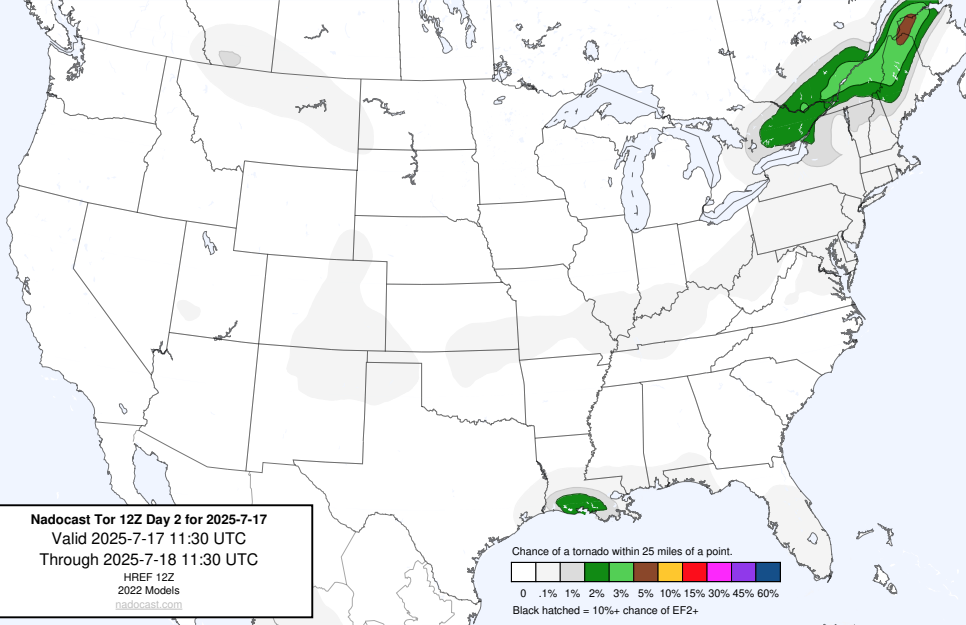 Nadocast Tor 12Z Day 2 for 2025-7-17
Valid 2025-7-17 11:30 UTC
Through 2025-7-18 11:30 UTC
HREF 12Z
2022 Models
nadocast.com
Chance of a tornado within 25 miles of a point.
0 .1% 1% 2% 3% 5% 10% 15% 30% 45% 60%
Black hatched = 10%+ chance of EF2+